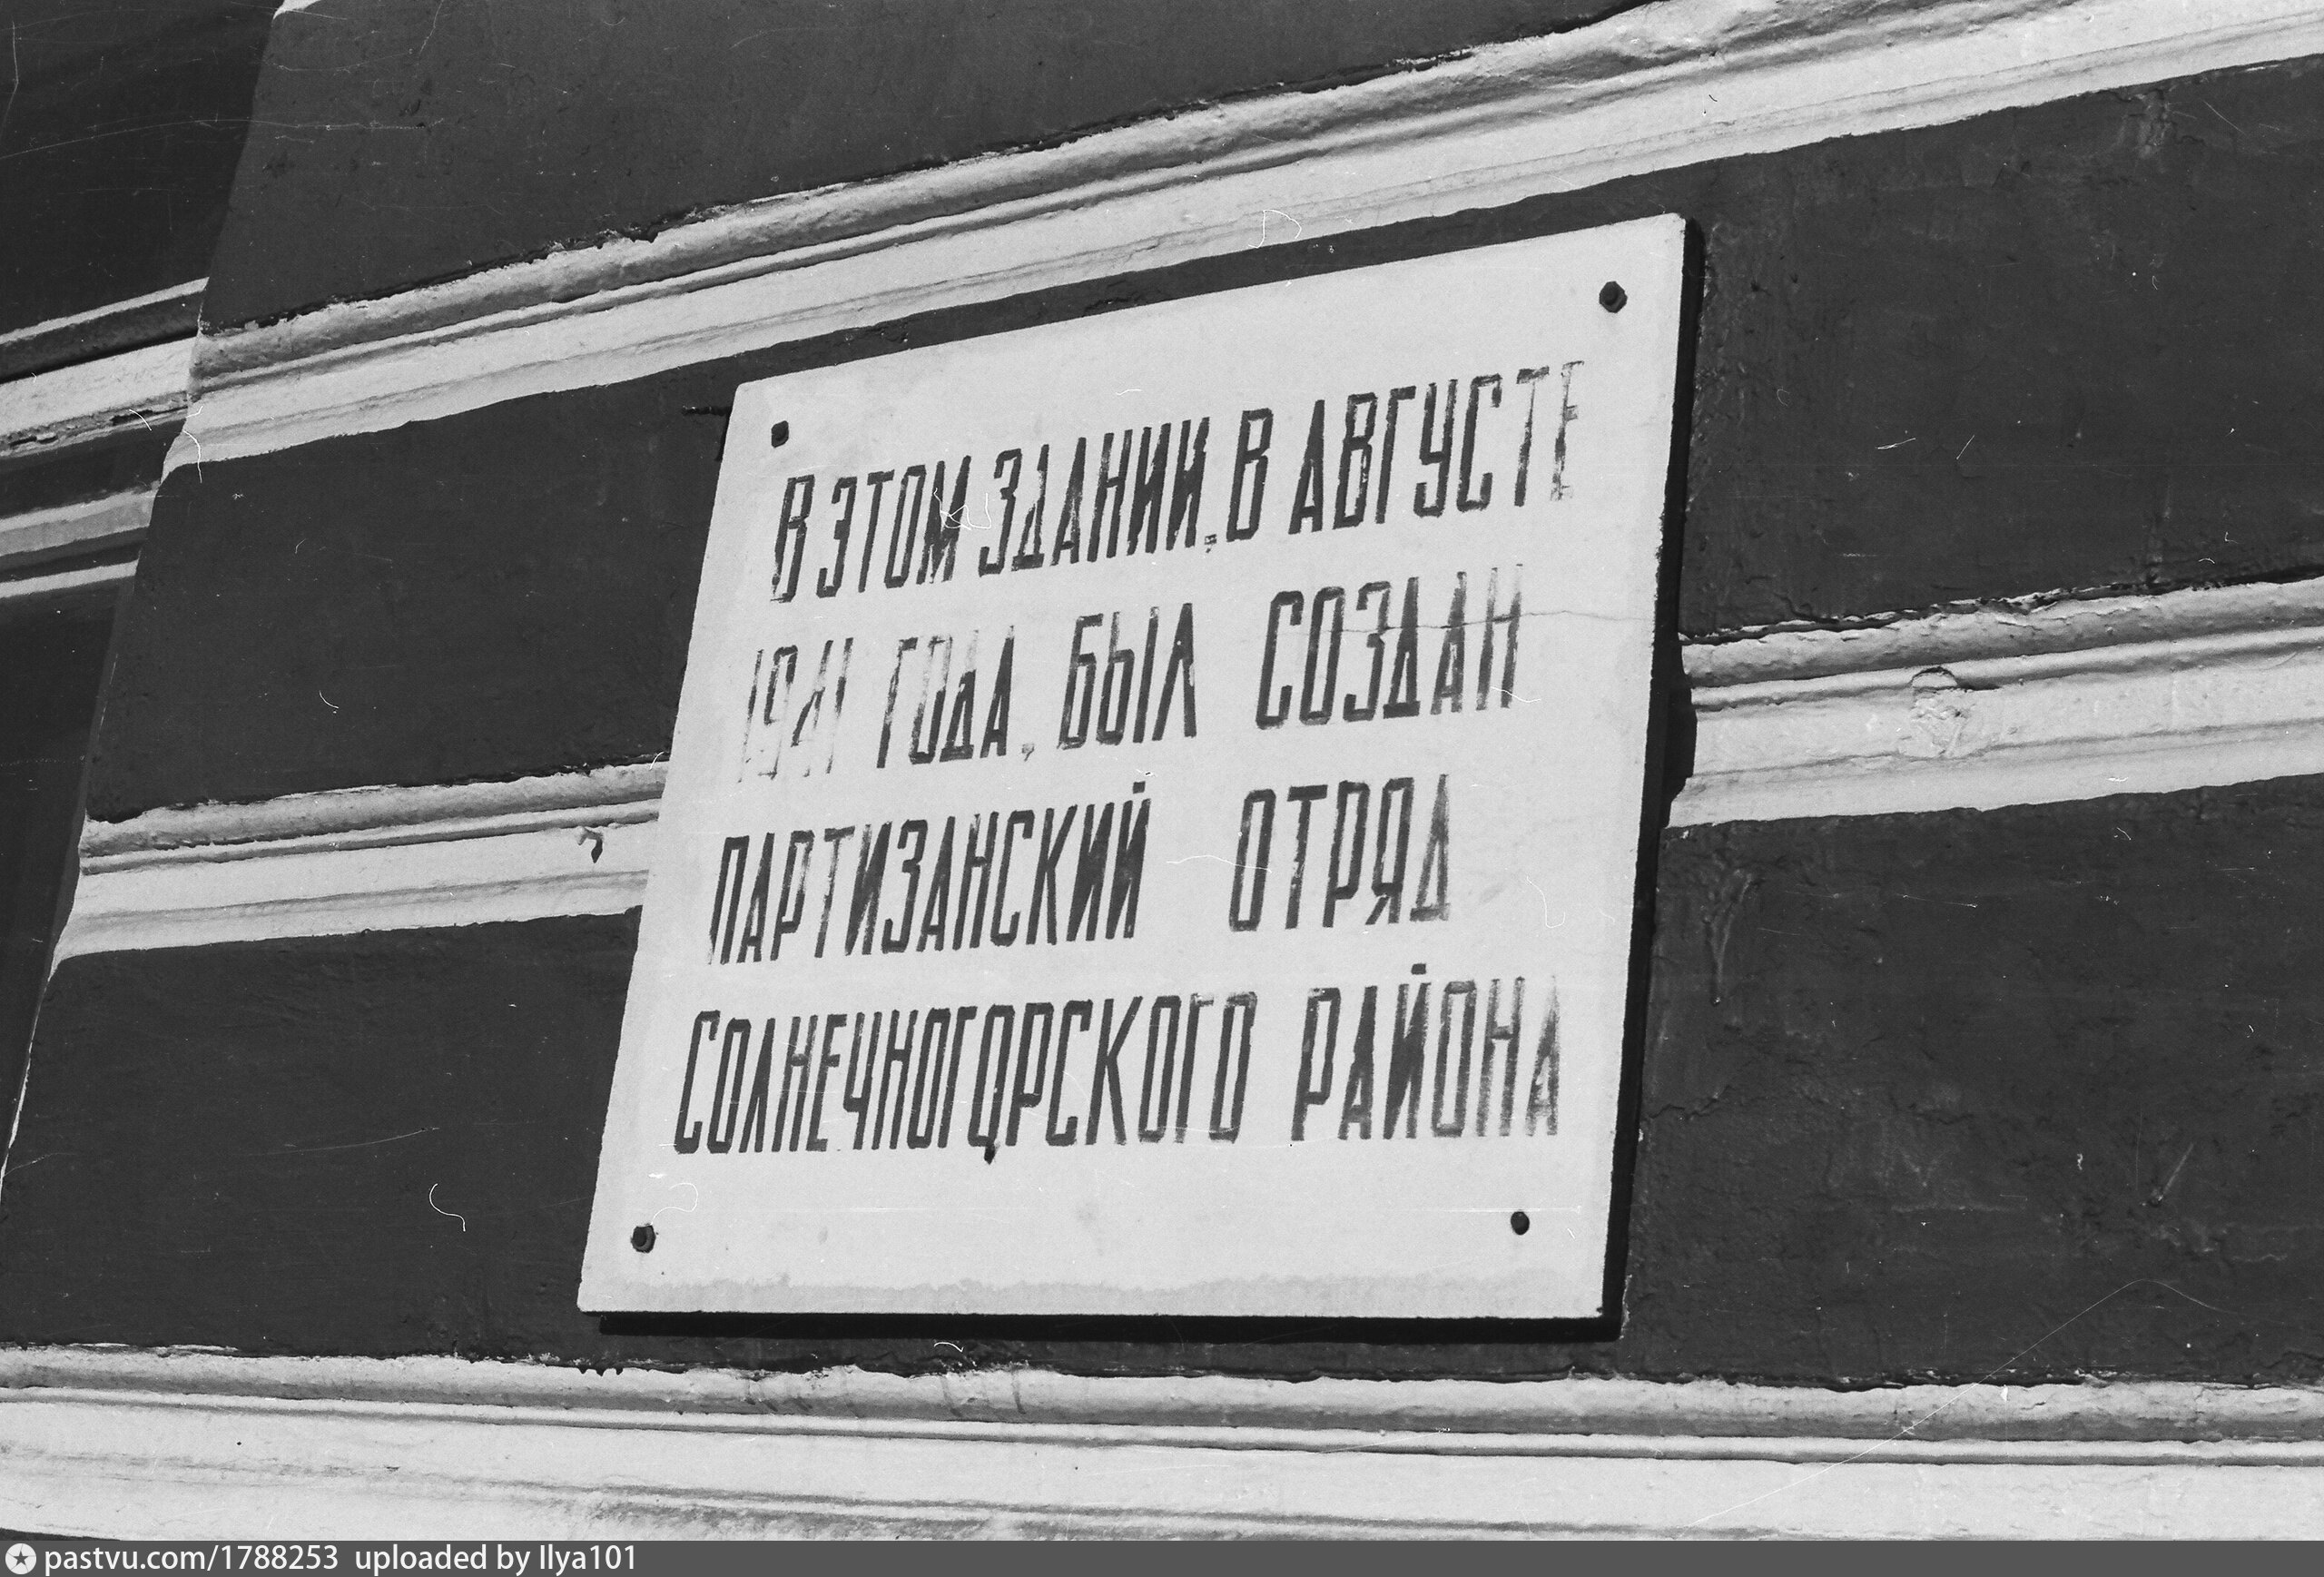 В ЭТОМ ЗДАНИИ, В АВГУСТЕ
1941 ГОДА, БЫЛ СОЗДАН
ПАРТИЗАНСКИЙ ОТРЯД
СОЛНЕЧНОГОРСКОГО РАЙОНА
pastvu.com/1788253 uploaded by Ilya101